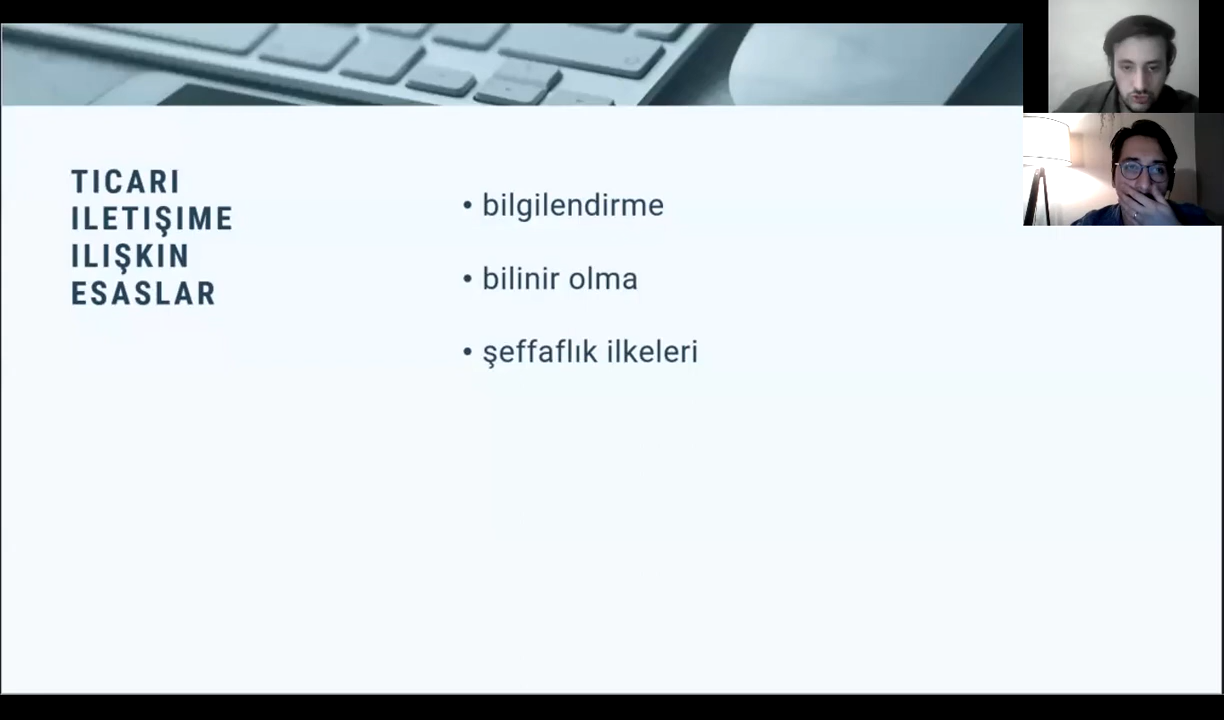 TICARI
ILETIŞIME
ILIŞKIN
ESASLAR
• bilgilendirme
• bilinir olma
• şeffaflık ilkeleri